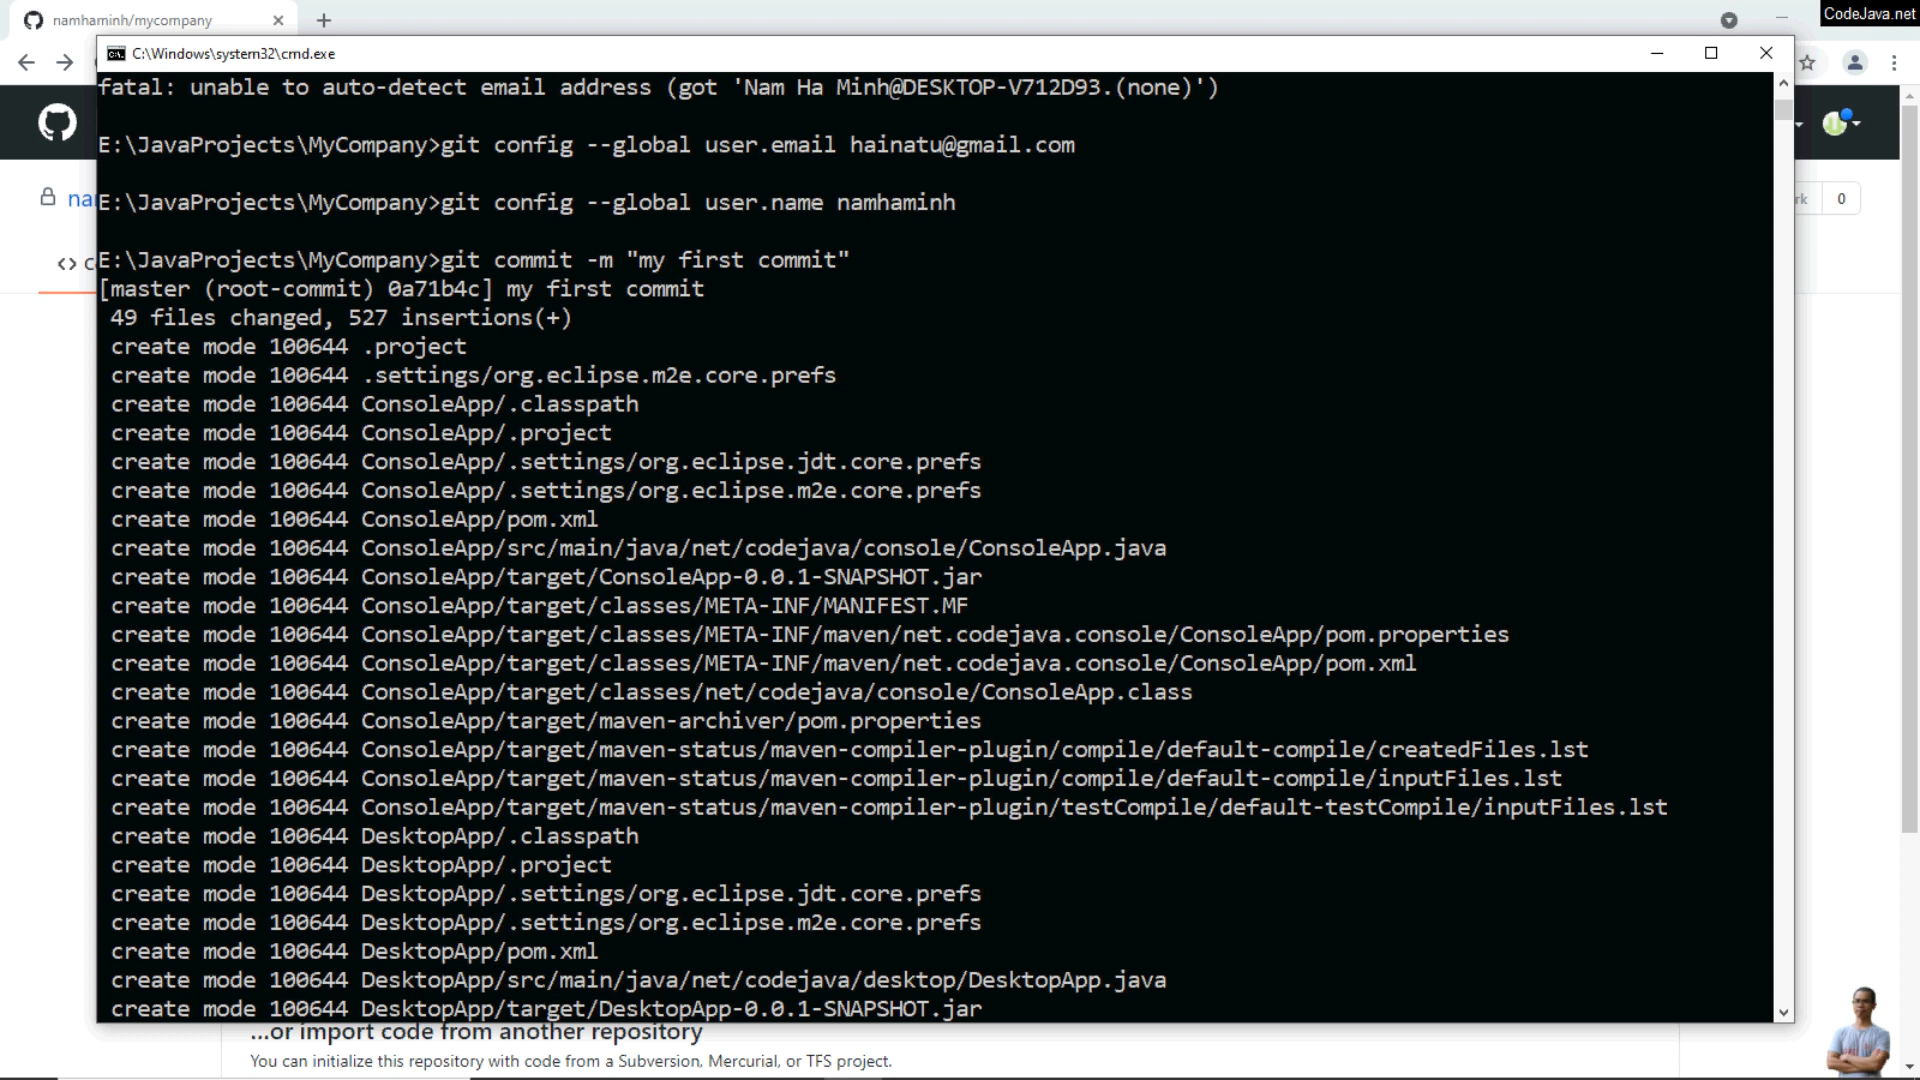 namhaminh/mycompany
CodeJava.net
C:\Windows\system32\cmd.exe
fatal: unable to auto-detect email address (got 'Nam Ha Minh@DESKTOP-V712D93.(none)')
E:\JavaProjects\MyCompany>git config --global user.email hainatu@gmail.com
E:\JavaProjects\MyCompany>git config --global user.name namhaminh
0
E:\JavaProjects\MyCompany>git commit -m "my first commit"
[master (root-commit) 0a71b4c] my first commit
49 files changed, 527 insertions(+)
create mode 100644 .project
create mode 100644 .settings/org.eclipse.m2e.core.prefs
create mode 100644 ConsoleApp/.classpath
create mode 100644 ConsoleApp/.project
create mode 100644 ConsoleApp/.settings/org.eclipse.jdt.core.prefs
create mode 100644 ConsoleApp/.settings/org.eclipse.m2e.core.prefs
create mode 100644 ConsoleApp/pom.xml
create mode 100644 ConsoleApp/src/main/java/net/codejava/console/ConsoleApp.java
create mode 100644 ConsoleApp/target/ConsoleApp-0.0.1-SNAPSHOT.jar
create mode 100644 ConsoleApp/target/classes/META-INF/MANIFEST.MF
create mode 100644 ConsoleApp/target/classes/META-INF/maven/net.codejava.console/ConsoleApp/pom.properties
create mode 100644 ConsoleApp/target/classes/META-INF/maven/net.codejava.console/ConsoleApp/pom.xml
create mode 100644 ConsoleApp/target/classes/net/codejava/console/ConsoleApp.class
create mode 100644 ConsoleApp/target/maven-archiver/pom.properties
create mode 100644 ConsoleApp/target/maven-status/maven-compiler-plugin/compile/default-compile/createdFiles.lst
create mode 100644 ConsoleApp/target/maven-status/maven-compiler-plugin/compile/default-compile/inputFiles.lst
create mode 100644 ConsoleApp/target/maven-status/maven-compiler-plugin/testCompile/default-testCompile/inputFiles.lst
create mode 100644 DesktopApp/.classpath
create mode 100644 DesktopApp/.project
create mode 100644 DesktopApp/.settings/org.eclipse.jdt.core.prefs
create mode 100644 DesktopApp/.settings/org.eclipse.m2e.core.prefs
create mode 100644 DesktopApp/pom.xml
create mode 100644 DesktopApp/src/main/java/net/codejava/desktop/DesktopApp.java
create mode 100644 DesktopApp/target/DesktopApp-0.0.1-SNAPSHOT.jar
...or import code from another repository
You can initialize this repository with code from a Subversion, Mercurial, or TFS project.